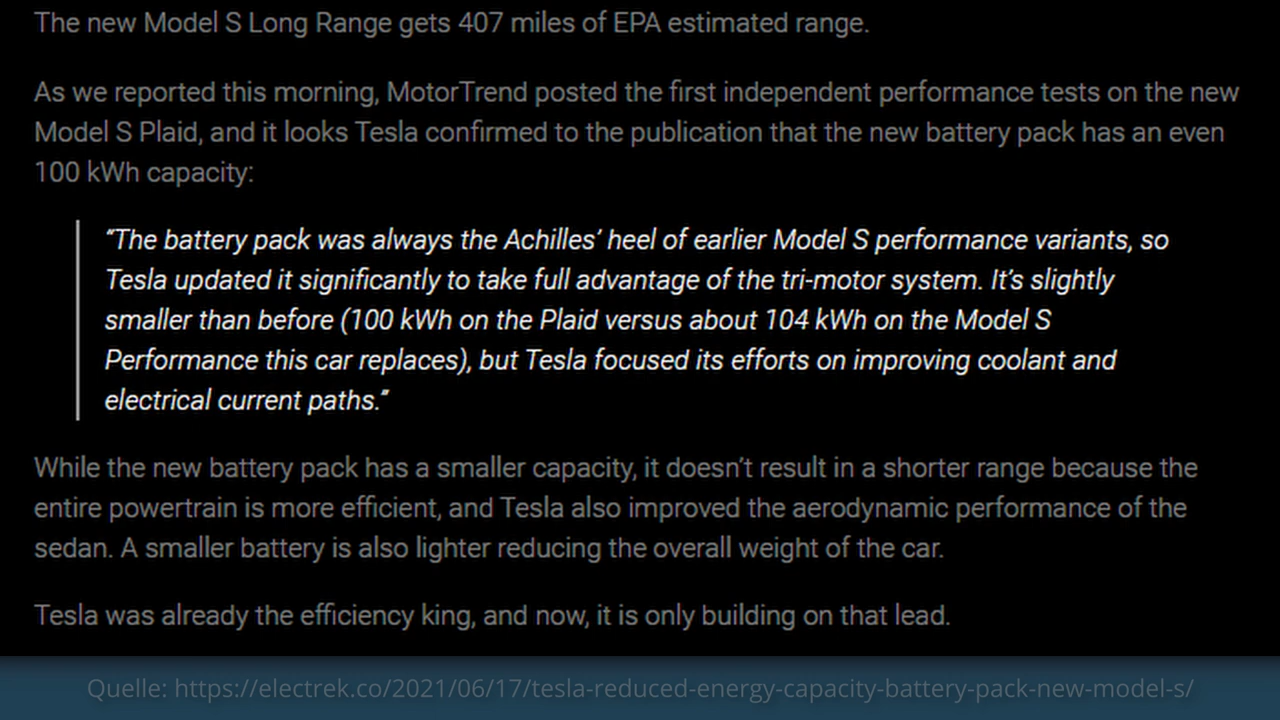 The new Model S Long Range gets 407 miles of EPA estimated range.
As we reported this morning, MotorTrend posted the first independent performance tests on the new
Model S Plaid, and it looks Tesla confirmed to the publication that the new battery pack has an even
100 kWh capacity:
“The battery pack was always the Achilles’ heel of earlier Model S performance variants, so
Tesla updated it significantly to take full advantage of the tri-motor system. It’s slightly
smaller than before (100 kWh on the Plaid versus about 104 kWh on the Model S
Performance this car replaces), but Tesla focused its efforts on improving coolant and
electrical current paths.”
While the new battery pack has a smaller capacity, it doesn’t result in a shorter range because the
entire powertrain is more efficient, and Tesla also improved the aerodynamic performance of the
sedan. A smaller battery is also lighter reducing the overall weight of the car.
Tesla was already the efficiency king, and now, it is only building on that lead.
Quelle: https://electrek.co/2021/06/17/tesla-reduced-energy-capacity-battery-pack-new-model-s/